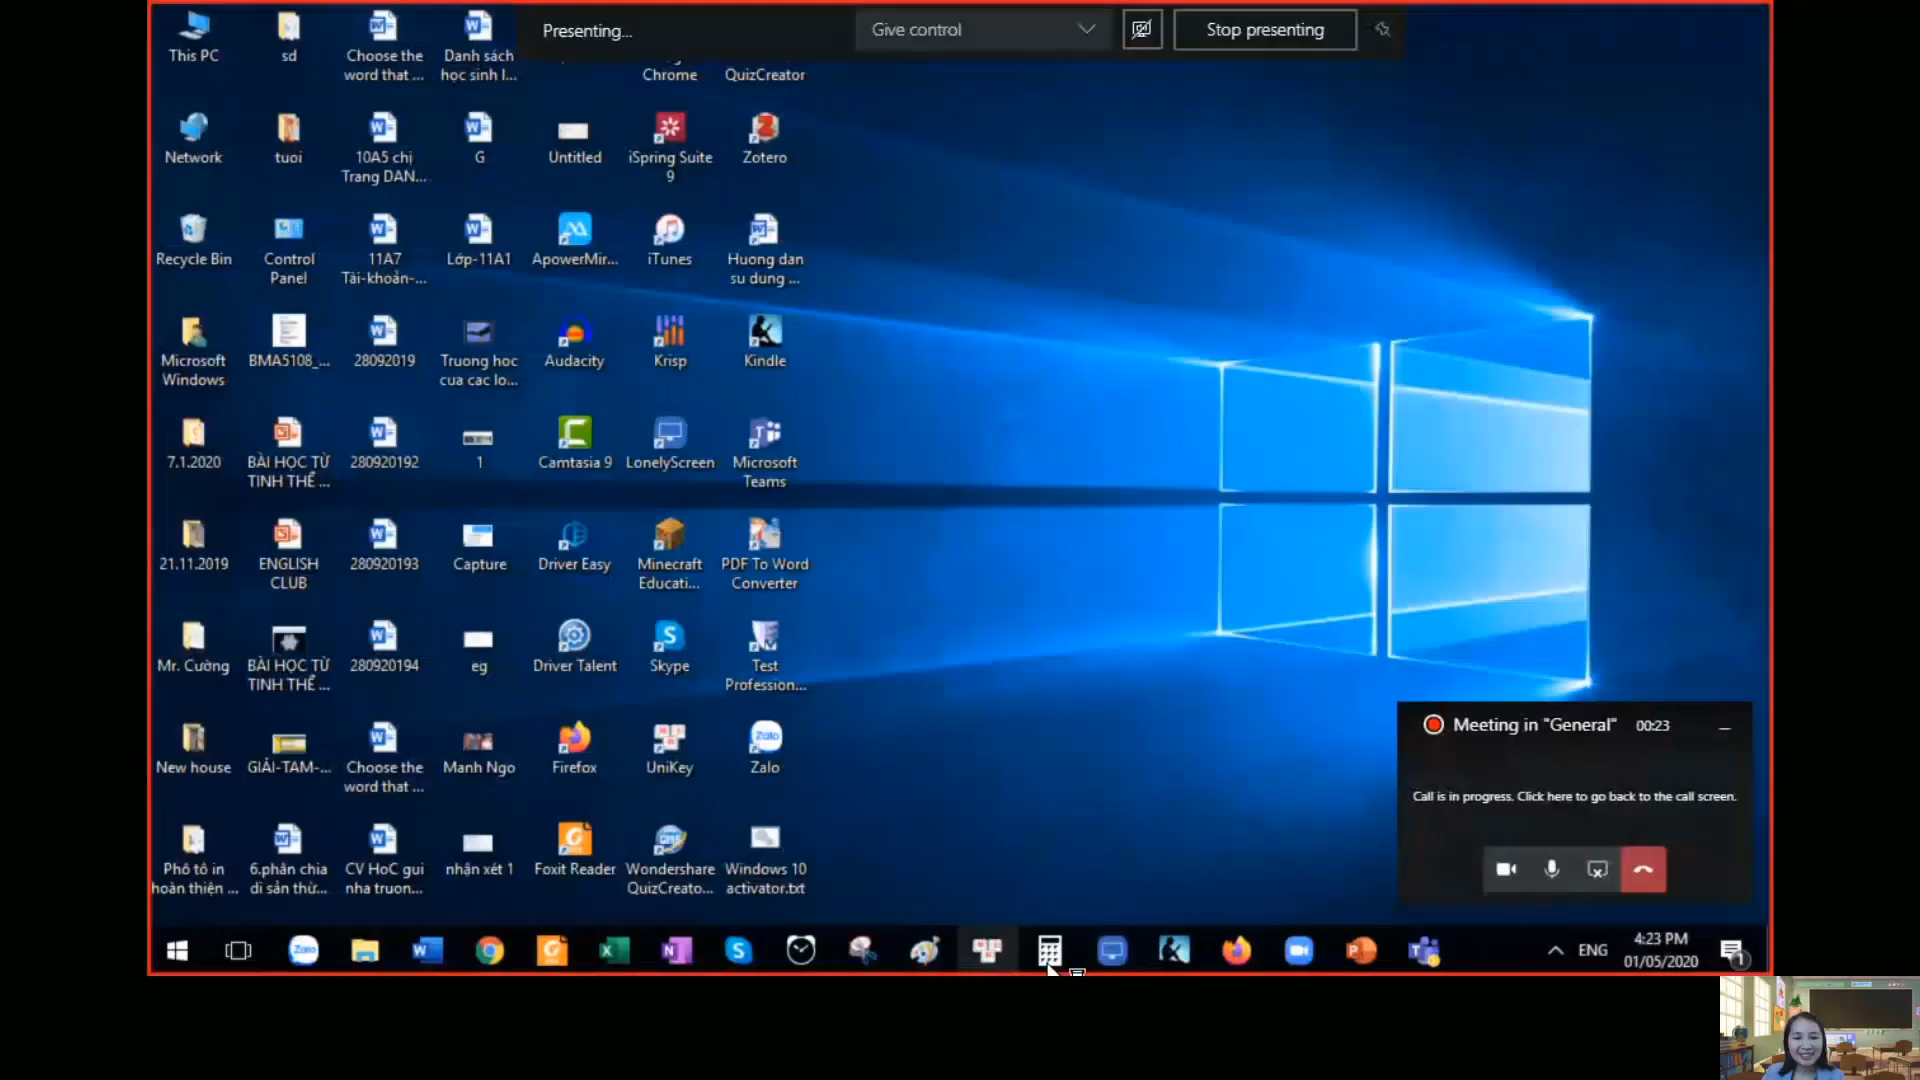 Presenting...
Give control
Stop presenting
This PC
sd
Choose the
word that ...
Danh sách
học sinh l...
Chrome
QuizCreator
Network
tuoi
10A5 chị
Trang DAN...
G
Untitled
iSpring Suite
9
Zotero
Recycle Bin
Control
Panel
11A7
Tài-khoản-...
Lớp-11A1
ApowerMir...
iTunes
Huong dan
su dung ...
Microsoft
Windows
BMA5108_...
28092019
Truong hoc
cua cac lo...
Audacity
Krisp
Kindle
7.1.2020
BÀI HỌC TỪ
TINH THẾ ...
280920192
1
Camtasia 9
LonelyScreen
Microsoft
Teams
21.11.2019
ENGLISH
CLUB
280920193
Capture
Driver Easy
Minecraft
Educati...
PDF To Word
Converter
Mr. Cường
BÀI HỌC TỪ
TINH THẾ ...
280920194
eg
Driver Talent
Skype
Test
Profession...
New house
GIẢI-TAM-...
Choose the
word that ...
Manh Ngo
Firefox
UniKey
Zalo
Phô tô in
hoàn thiện ...
6.phân chia
di sản thừ...
CV HoC gui
nha truon...
nhận xét 1
Foxit Reader
Wondershare
QuizCreato...
Windows 10
activator.txt
Meeting in "General" 00:23
Call is in progress. Click here to go back to the call screen.
Zalo
ENG
4:23 PM
01/05/2020
1